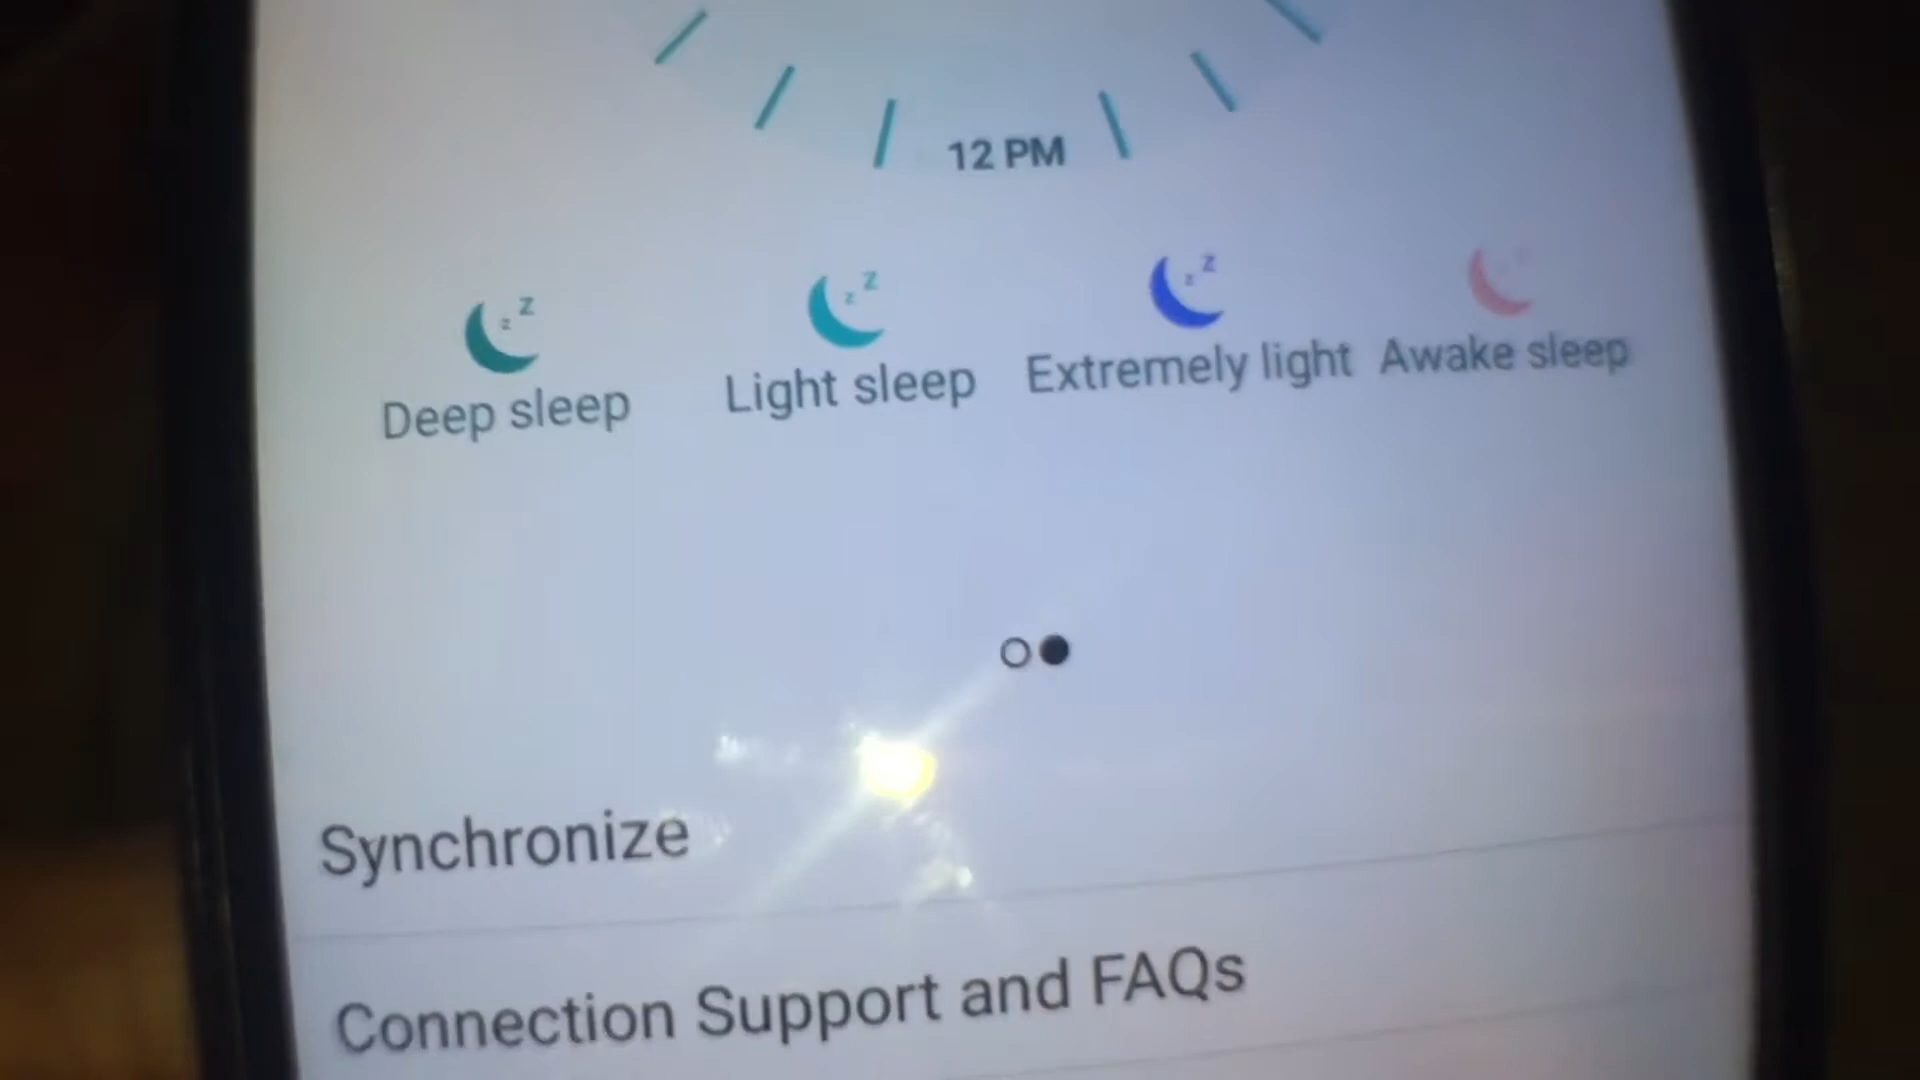 12 PM
Deep sleep
Light sleep
Extremely light
Awake sleep
Synchronize
Connection Support and FAQs